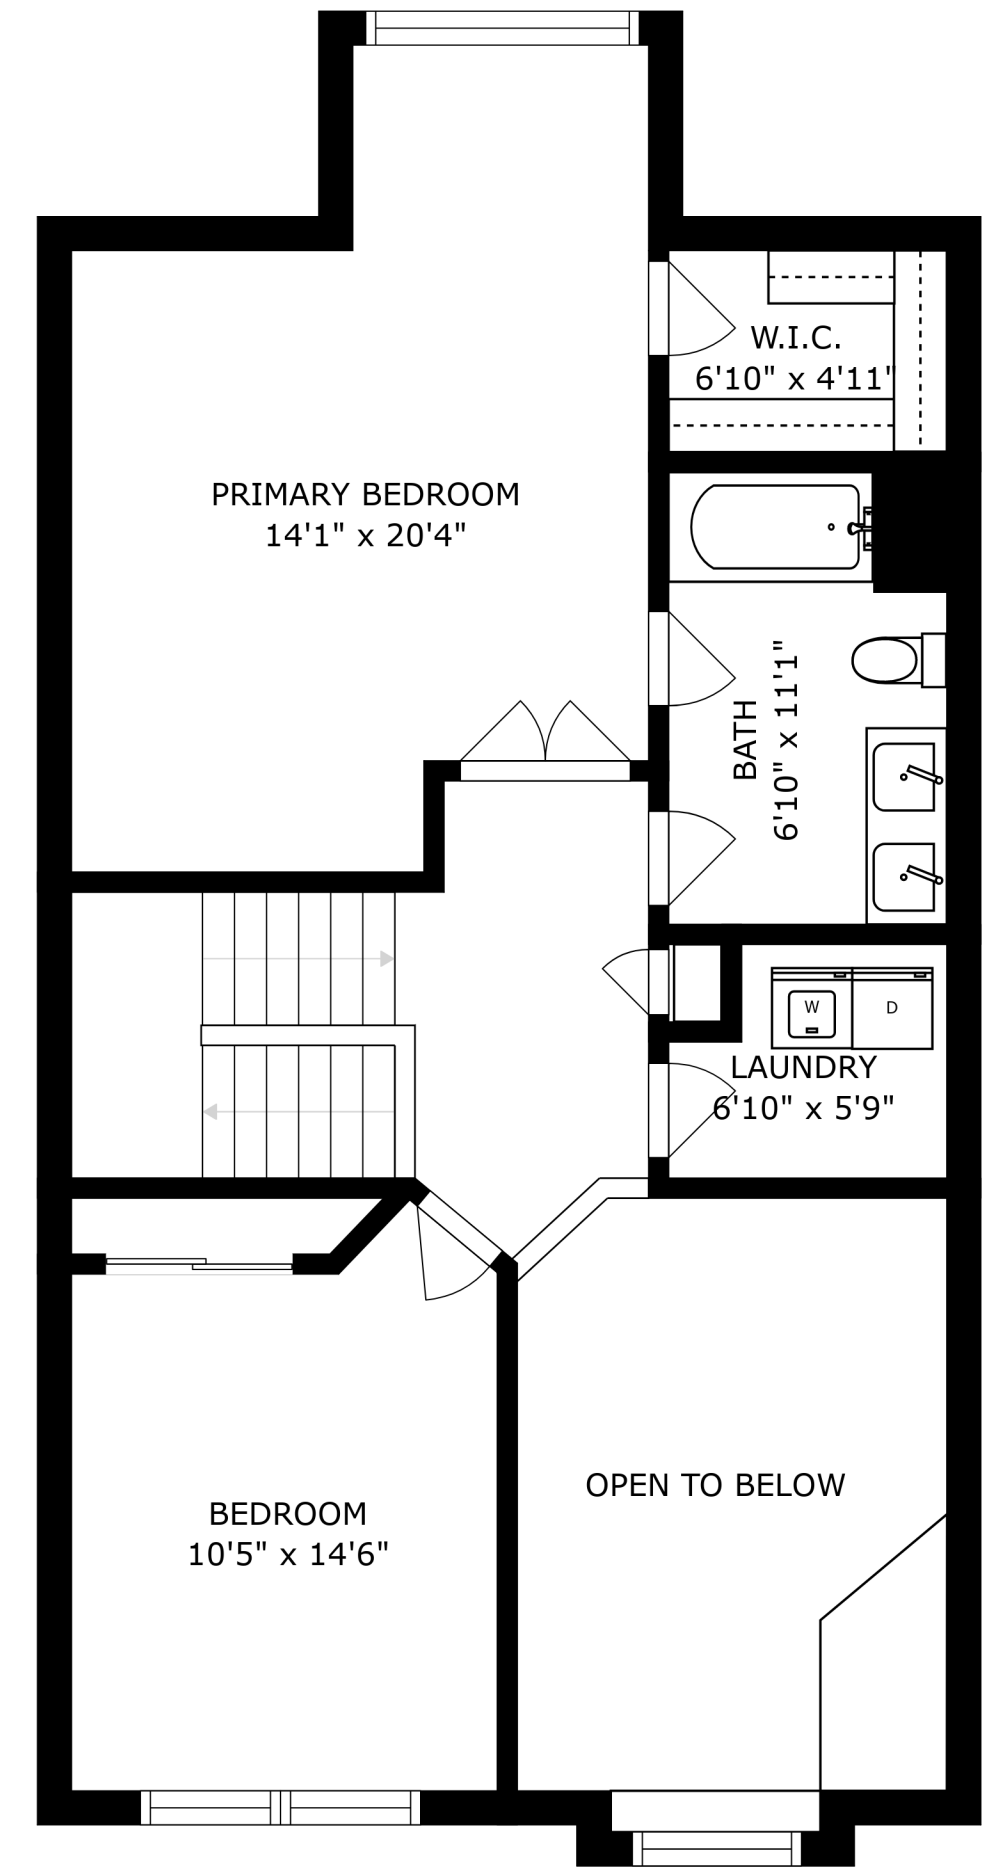 W.I.C.
6'10" x 4'11"
PRIMARY BEDROOM
14'1" x 20'4"
BATH
6'10" x 11'1"
W
D
LAUNDRY
6'10" x 5'9"
OPEN TO BELOW
BEDROOM
10'5" x 14'6"